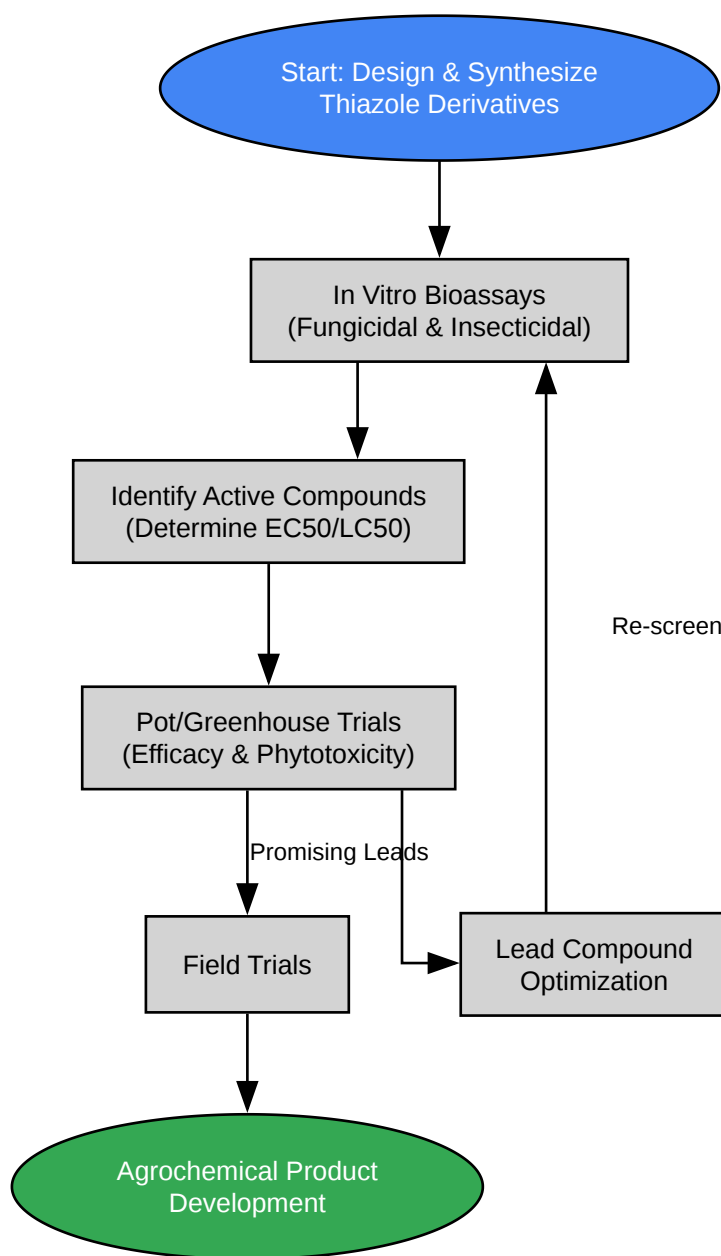 Start: Design & Synthesize
Thiazole Derivatives
In Vitro Bioassays
(Fungicidal & Insecticidal)
Identify Active Compounds
(Determine EC50/LC50)
Re-screen
Pot/Greenhouse Trials
(Efficacy & Phytotoxicity)
Promising Leads
Field Trials
Lead Compound
Optimization
Agrochemical Product
Development